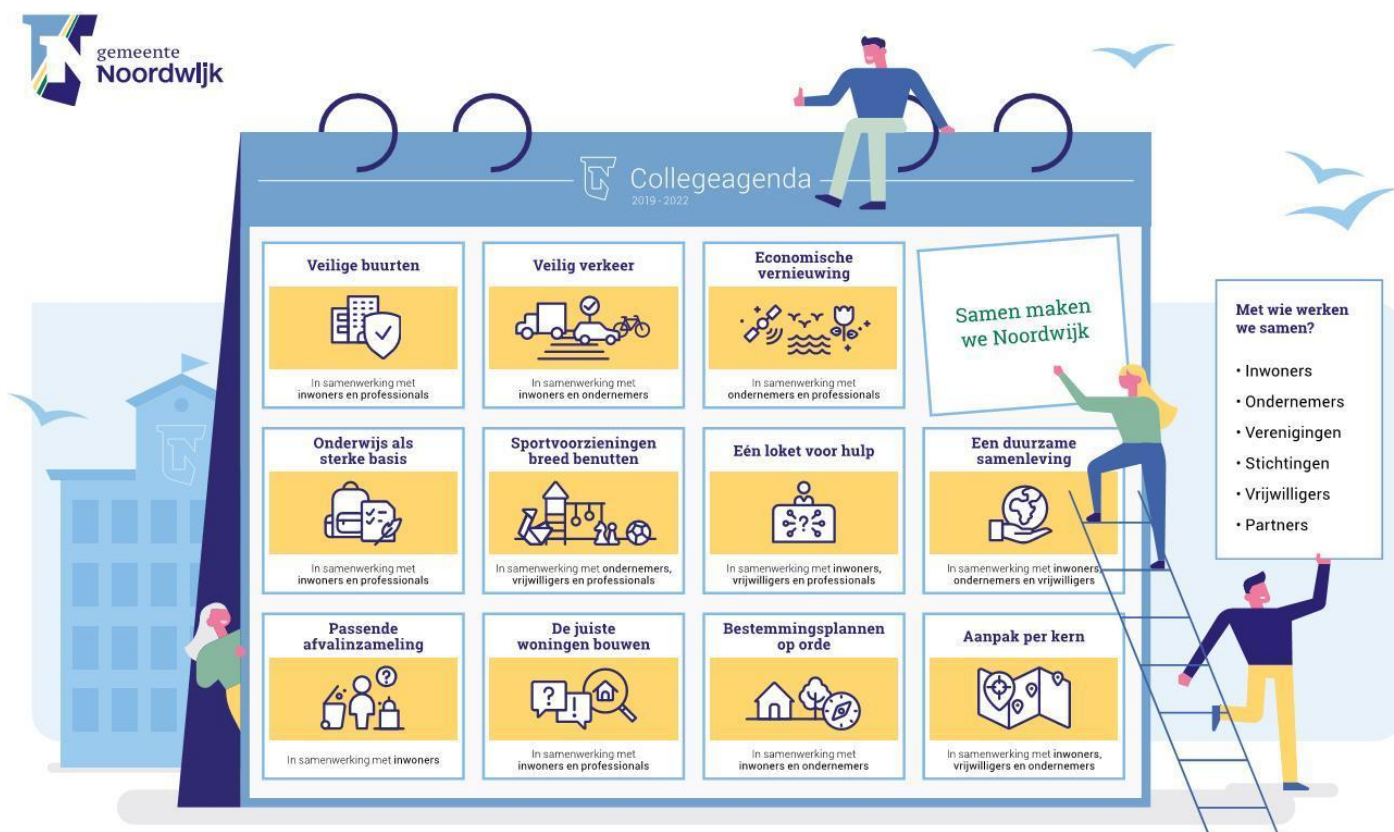 gemeente
NoordwIjk
Collegeagenda
2019-2022
Veilige buurten
In samenwerking met
inwoners en professionals
Veilig verkeer
In samenwerking met
inwoners en ondernemers
Economische
vernieuwing
In samenwerking met
ondernemers en professionals
Samen maken
we Noordwijk
Onderwijs als
sterke basis
In samenwerking met
inwoners en professionals
Sportvoorzieningen
breed benutten
In samenwerking met ondernemers,
vrijwilligers en professionals
Eén loket voor hulp
In samenwerking met inwoners,
vrijwilligers en professionals
Een duurzame
samenleving
In samenwerking met inwoners,
ondernemers en vrijwilligers
Passende
afvalinzameling
In samenwerking met inwoners
De juiste
woningen bouwen
In samenwerking met
inwoners en professionals
Bestemmingsplannen
op orde
In samenwerking met
inwoners en ondernemers
Aanpak per kern
In samenwerking met inwoners,
vrijwilligers en ondernemers
Met wie werken
we samen?
• Inwoners
• Ondernemers
• Verenigingen
• Stichtingen
• Vrijwilligers
• Partners